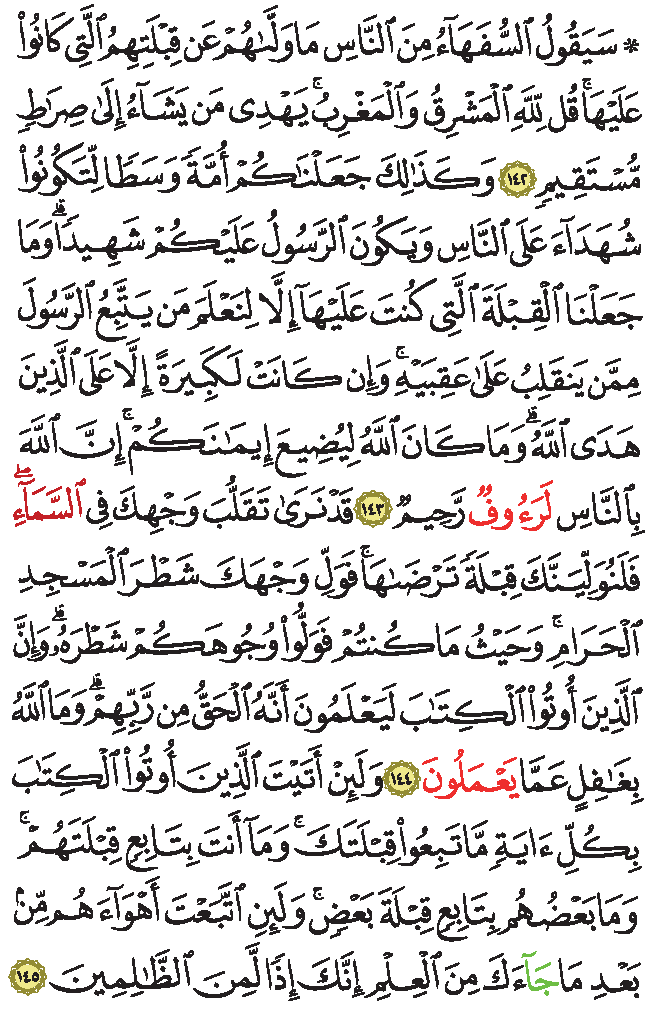 ۞ سَيَقُولُ ٱلسُّفَهَآءُ مِنَ ٱلنَّاسِ مَا وَلَّىٰهُمْ عَن قِبْلَتِهِمُ ٱلَّتِى كَانُوا۟
عَلَيْهَا ۚ قُل لِّلَّهِ ٱلْمَشْرِقُ وَٱلْمَغْرِبُ ۚ يَهْدِى مَن يَشَآءُ إِلَىٰ صِرَٰطٍ
مُّسْتَقِيمٍ ١٤٢ وَكَذَٰلِكَ جَعَلْنَٰكُمْ أُمَّةً وَسَطًا لِّتَكُونُوا۟
شُهَدَآءَ عَلَى ٱلنَّاسِ وَيَكُونَ ٱلرَّسُولُ عَلَيْكُمْ شَهِيدًا ۗ وَمَا
جَعَلْنَا ٱلْقِبْلَةَ ٱلَّتِى كُنتَ عَلَيْهَآ إِلَّا لِنَعْلَمَ مَن يَتَّبِعُ ٱلرَّسُولَ
مِمَّن يَنقَلِبُ عَلَىٰ عَقِبَيْهِ ۚ وَإِن كَانَتْ لَكَبِيرَةً إِلَّا عَلَى ٱلَّذِينَ
هَدَى ٱللَّهُ ۗ وَمَا كَانَ ٱللَّهُ لِيُضِيعَ إِيمَٰنَكُمْ ۚ إِنَّ ٱللَّهَ
بِٱلنَّاسِ لَرَءُوفٌ رَّحِيمٌ ١٤٣ قَدْ نَرَىٰ تَقَلُّبَ وَجْهِكَ فِى ٱلسَّمَآءِ ۖ
فَلَنُوَلِّيَنَّكَ قِبْلَةً تَرْضَىٰهَا ۚ فَوَلِّ وَجْهَكَ شَطْرَ ٱلْمَسْجِدِ
ٱلْحَرَامِ ۚ وَحَيْثُ مَا كُنتُمْ فَوَلُّوا۟ وُجُوهَكُمْ شَطْرَهُۥ ۗ وَإِنَّ
ٱلَّذِينَ أُوتُوا۟ ٱلْكِتَٰبَ لَيَعْلَمُونَ أَنَّهُ ٱلْحَقُّ مِن رَّبِّهِمْ ۗ وَمَا ٱللَّهُ
بِغَٰفِلٍ عَمَّا يَعْمَلُونَ ١٤٤ وَلَئِنْ أَتَيْتَ ٱلَّذِينَ أُوتُوا۟ ٱلْكِتَٰبَ
بِكُلِّ ءَايَةٍ مَّا تَبِعُوا۟ قِبْلَتَكَ ۚ وَمَآ أَنتَ بِتَابِعٍ قِبْلَتَهُمْ ۚ
وَمَا بَعْضُهُم بِتَابِعٍ قِبْلَةَ بَعْضٍ ۚ وَلَئِنِ ٱتَّبَعْتَ أَهْوَآءَهُم مِّنۢ
بَعْدِ مَا جَآءَكَ مِنَ ٱلْعِلْمِ إِنَّكَ إِذًا لَّمِنَ ٱلظَّٰلِمِينَ ١٤٥